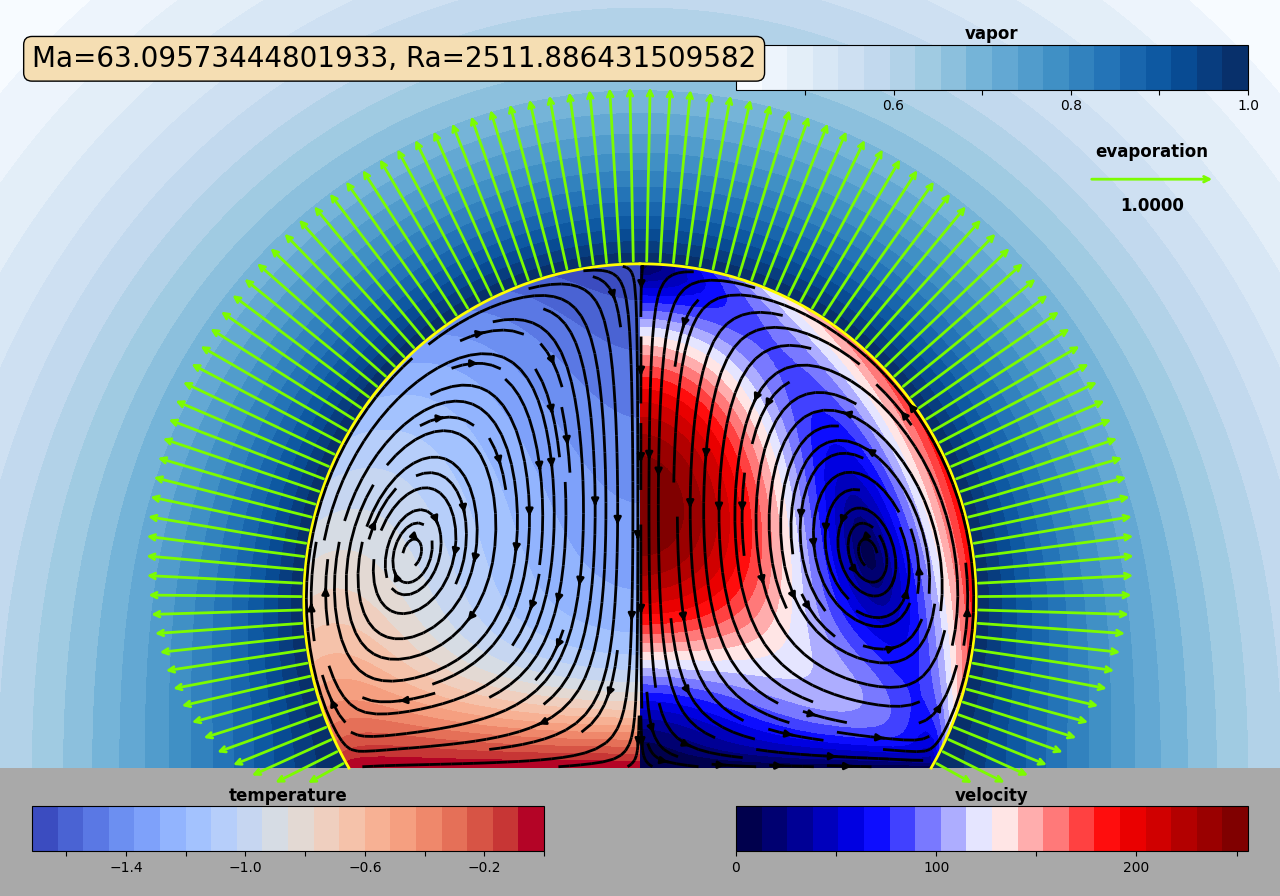 vapor
Ma=63.09573444801933, Ra=2511.886431509582
0.6 0.8 1.0
evaporation
1.0000
temperature velocity
−1.4 −1.0 −0.6 −0.2 0 100 200